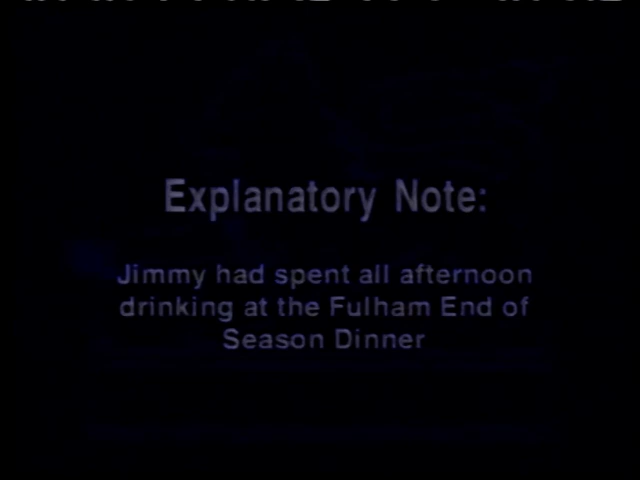 Explanatory Note:
Jimmy had spent all afternoon
drinking at the Fulham End of
Season Dinner